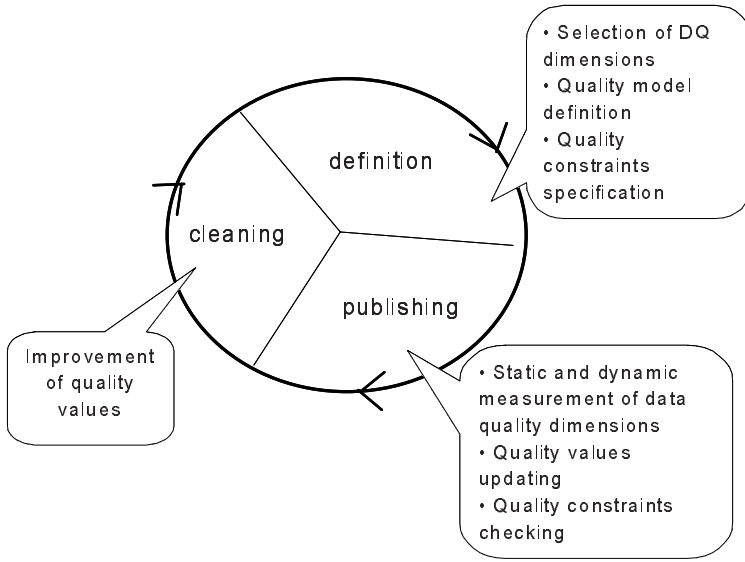 • Selection of DQ
dimensions
• Quality model
definition
• Quality
constraints
specification
definition
cleaning
publishing
Improvement
of quality
values
• Static and dynamic
measurement of data
quality dimensions
• Quality values
updating
• Quality constraints
checking